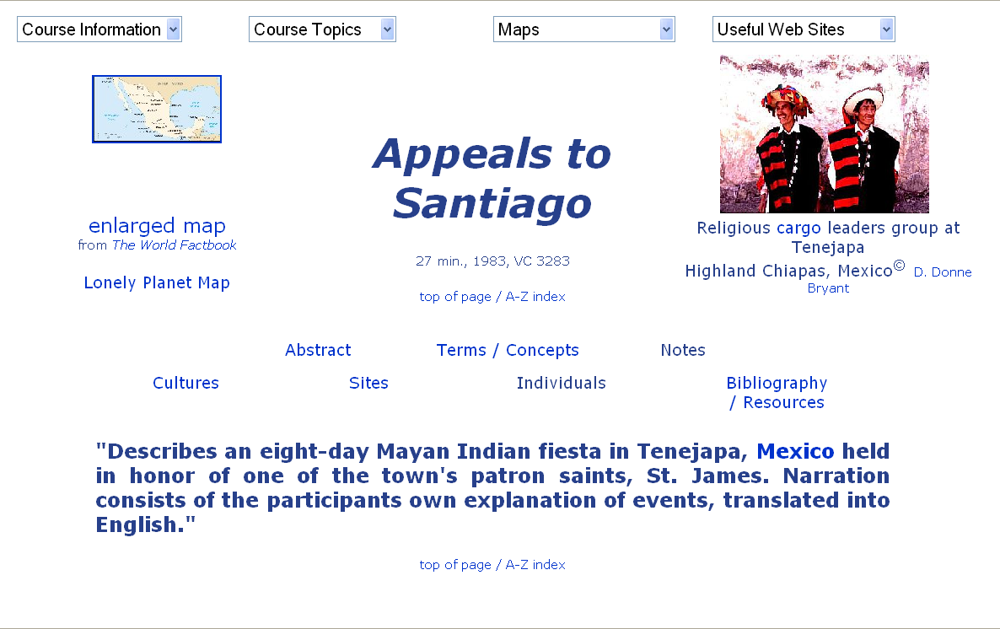 Course Information
Course Topics
Maps
Useful Web Sites
Appeals to
Santiago
enlarged map
from The World Factbook
Lonely Planet Map
27 min., 1983, VC 3283
top of page / A-Z index
Religious cargo leaders group at
Tenejapa
Highland Chiapas, Mexico© D. Donne
Bryant
Abstract
Terms / Concepts
Notes
Cultures
Sites
Individuals
Bibliography
/ Resources
"Describes an eight-day Mayan Indian fiesta in Tenejapa, Mexico held
in honor of one of the town's patron saints, St. James. Narration
consists of the participants own explanation of events, translated into
English."
top of page / A-Z index